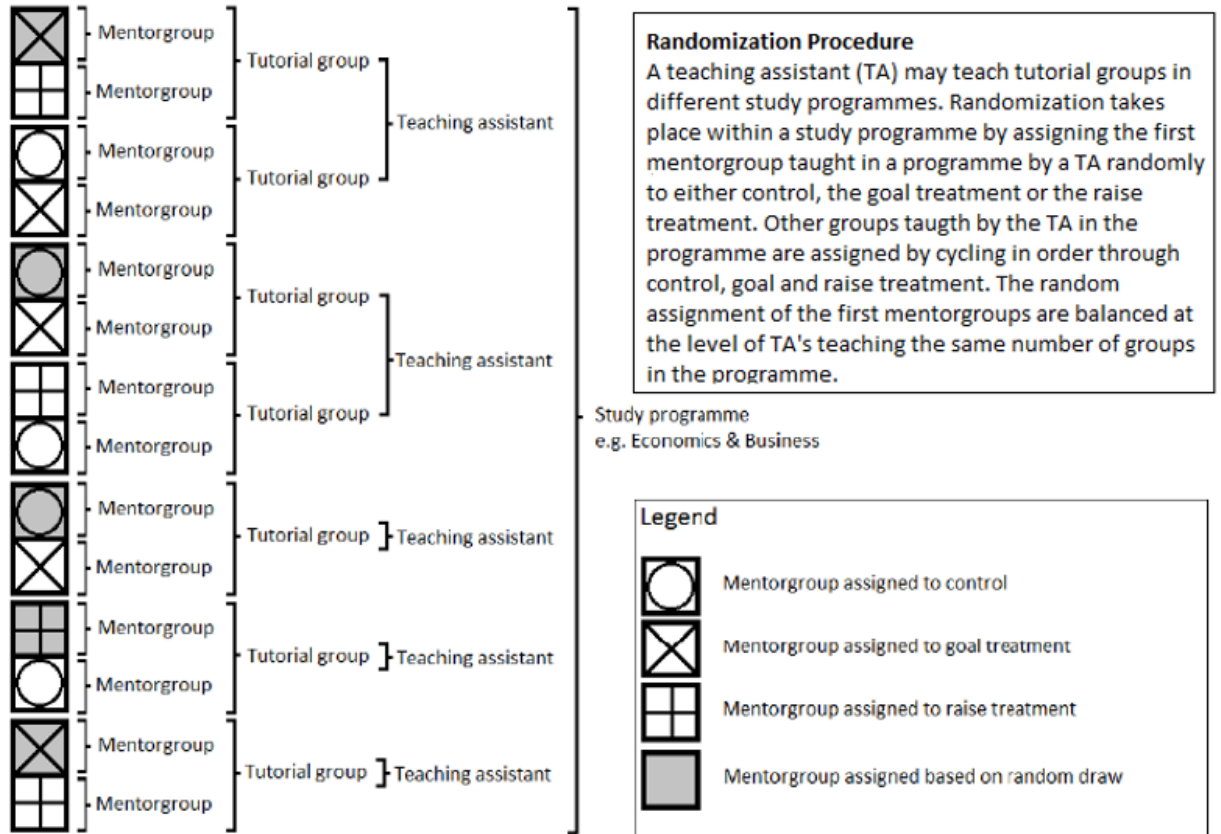 Mentorgroup
Mentorgroup
Mentorgroup
Mentorgroup
Mentorgroup
Mentorgroup
Mentorgroup
Mentorgroup
Mentorgroup
Mentorgroup
Mentorgroup
Mentorgroup
Mentorgroup
Mentorgroup
Tutorial group
Tutorial group
Tutorial group
Tutorial group
Tutorial group
Tutorial group
Tutorial group
Teaching assistant
Teaching assistant
Teaching assistant
Teaching assistant
Teaching assistant
Study programme
e.g. Economics & Business
Randomization Procedure
A teaching assistant (TA) may teach tutorial groups in
different study programmes. Randomization takes
place within a study programme by assigning the first
mentorgroup taught in a programme by a TA randomly
to either control, the goal treatment or the raise
treatment. Other groups taugth by the TA in the
programme are assigned by cycling in order through
control, goal and raise treatment. The random
assignment of the first mentorgroups are balanced at
the level of TA's teaching the same number of groups
in the programme.
Legend
Mentorgroup assigned to control
Mentorgroup assigned to goal treatment
Mentorgroup assigned to raise treatment
Mentorgroup assigned based on random draw